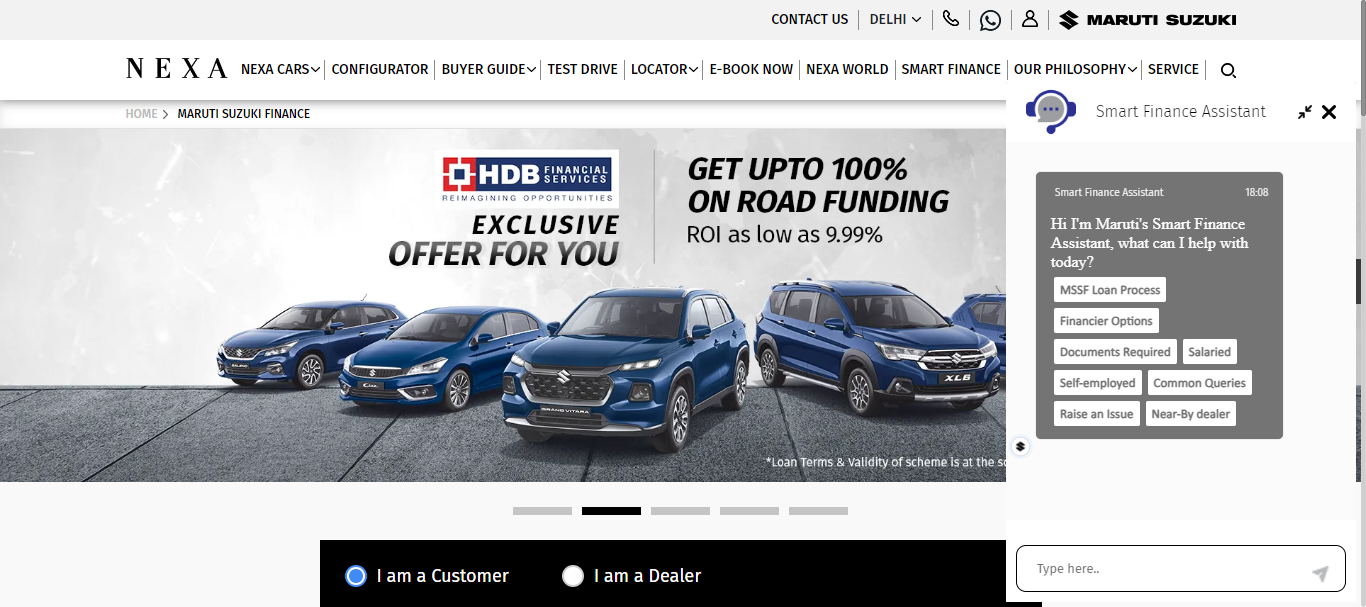 CONTACT US DELHI MARUTI SUZUKI
NEXA NEXA CARS CONFIGURATOR BUYER GUIDE TEST DRIVE LOCATOR E-BOOK NOW NEXA WORLD SMART FINANCE OUR PHILOSOPHY SERVICE
HOME MARUTI SUZUKI FINANCE
HDB FINANCIAL SERVICES
REIMAGINING OPPORTUNITIES
EXCLUSIVE
OFFER FOR YOU
GET UPTO 100%
ON ROAD FUNDING
ROI as low as 9.99%
BALENO
CIAZ
GRAND VITARA
XL6
*Loan Terms & Validity of scheme is at the
I am a Customer I am a Dealer
Smart Finance Assistant
Smart Finance Assistant 18:08
Hi I'm Maruti's Smart Finance
Assistant, what can I help with
today?
MSSF Loan Process
Financier Options
Documents Required Salaried
Self-employed Common Queries
Raise an Issue Near-By dealer
Type here..